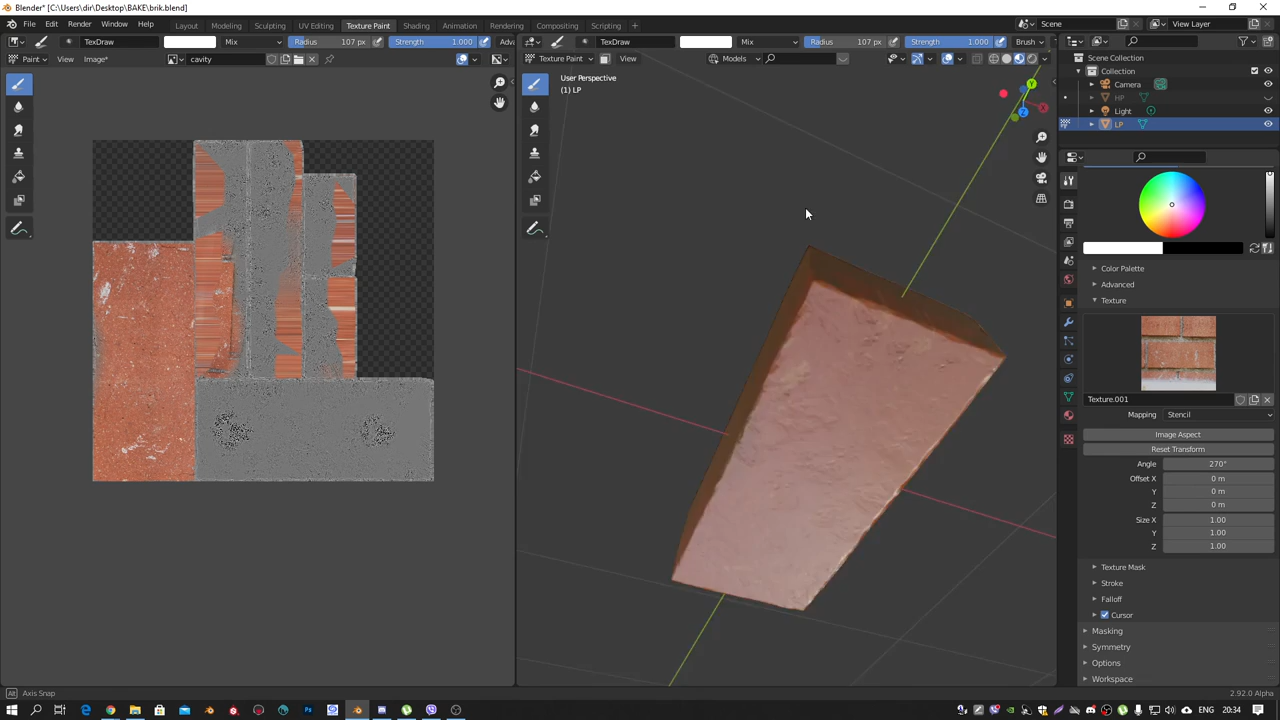 Blender* [C:\Users\dir\Desktop\BAKE\brik.blend]
File Edit Render Window Help
Layout Modeling Sculpting UV Editing Texture Paint Shading Animation Rendering Compositing Scripting +
Scene
View Layer
TexDraw Mix Radius 107 px Strength 1.000 Adv
TexDraw Mix Radius 107 px Strength 1.000 Brush
Paint View Image* cavity
Texture Paint View Models
User Perspective
(1) LP
Y
X
Z
Scene Collection
Collection
Camera
HP
Light
LP
Color Palette
Advanced
Texture
Texture.001
Mapping Stencil
Image Aspect
Reset Transform
Angle 270°
Offset X 0 m
Y 0 m
Z 0 m
Size X 1.00
Y 1.00
Z 1.00
Texture Mask
Stroke
Falloff
Cursor
Masking
Symmetry
Options
Workspace
Alt Axis Snap
2.92.0 Alpha
ENG 20:34